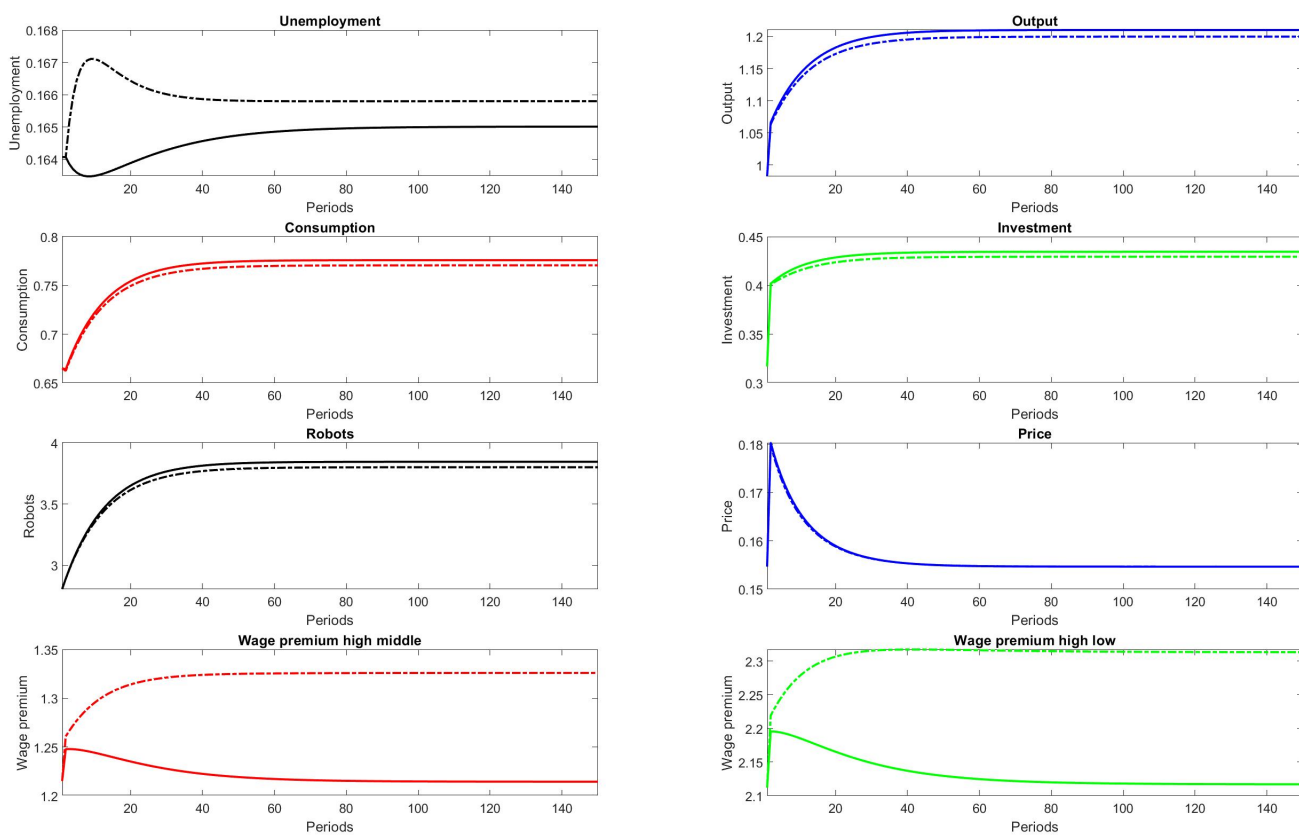 Unemployment
0.168
0.167
0.166
0.165
0.164
Unemployment
20 40 60 80 100 120 140
Periods
Output
1.2
1.15
1.1
1.05
1
Output
20 40 60 80 100 120 140
Periods
Consumption
0.8
0.75
0.7
0.65
Consumption
20 40 60 80 100 120 140
Periods
Investment
0.45
0.4
0.35
0.3
Investment
20 40 60 80 100 120 140
Periods
Robots
4
3.5
3
Robots
20 40 60 80 100 120 140
Periods
Price
0.18
0.17
0.16
0.15
Price
20 40 60 80 100 120 140
Periods
Wage premium high middle
1.35
1.3
1.25
1.2
Wage premium
20 40 60 80 100 120 140
Periods
Wage premium high low
2.3
2.25
2.2
2.15
2.1
Wage premium
20 40 60 80 100 120 140
Periods